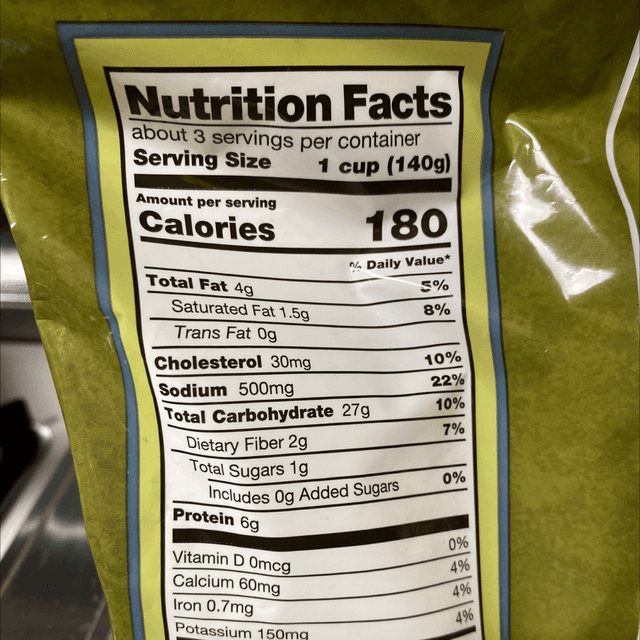 Nutrition Facts
about 3 servings per container
Serving Size 1 cup (140g)
Amount per serving
Calories 180
% Daily Value*
Total Fat 4g 5%
Saturated Fat 1.5g 8%
Trans Fat 0g
Cholesterol 30mg 10%
Sodium 500mg 22%
Total Carbohydrate 27g 10%
Dietary Fiber 2g 7%
Total Sugars 1g
Includes 0g Added Sugars 0%
Protein 6g
Vitamin D 0mcg 0%
Calcium 60mg 4%
Iron 0.7mg 4%
Potassium 150mg 4%